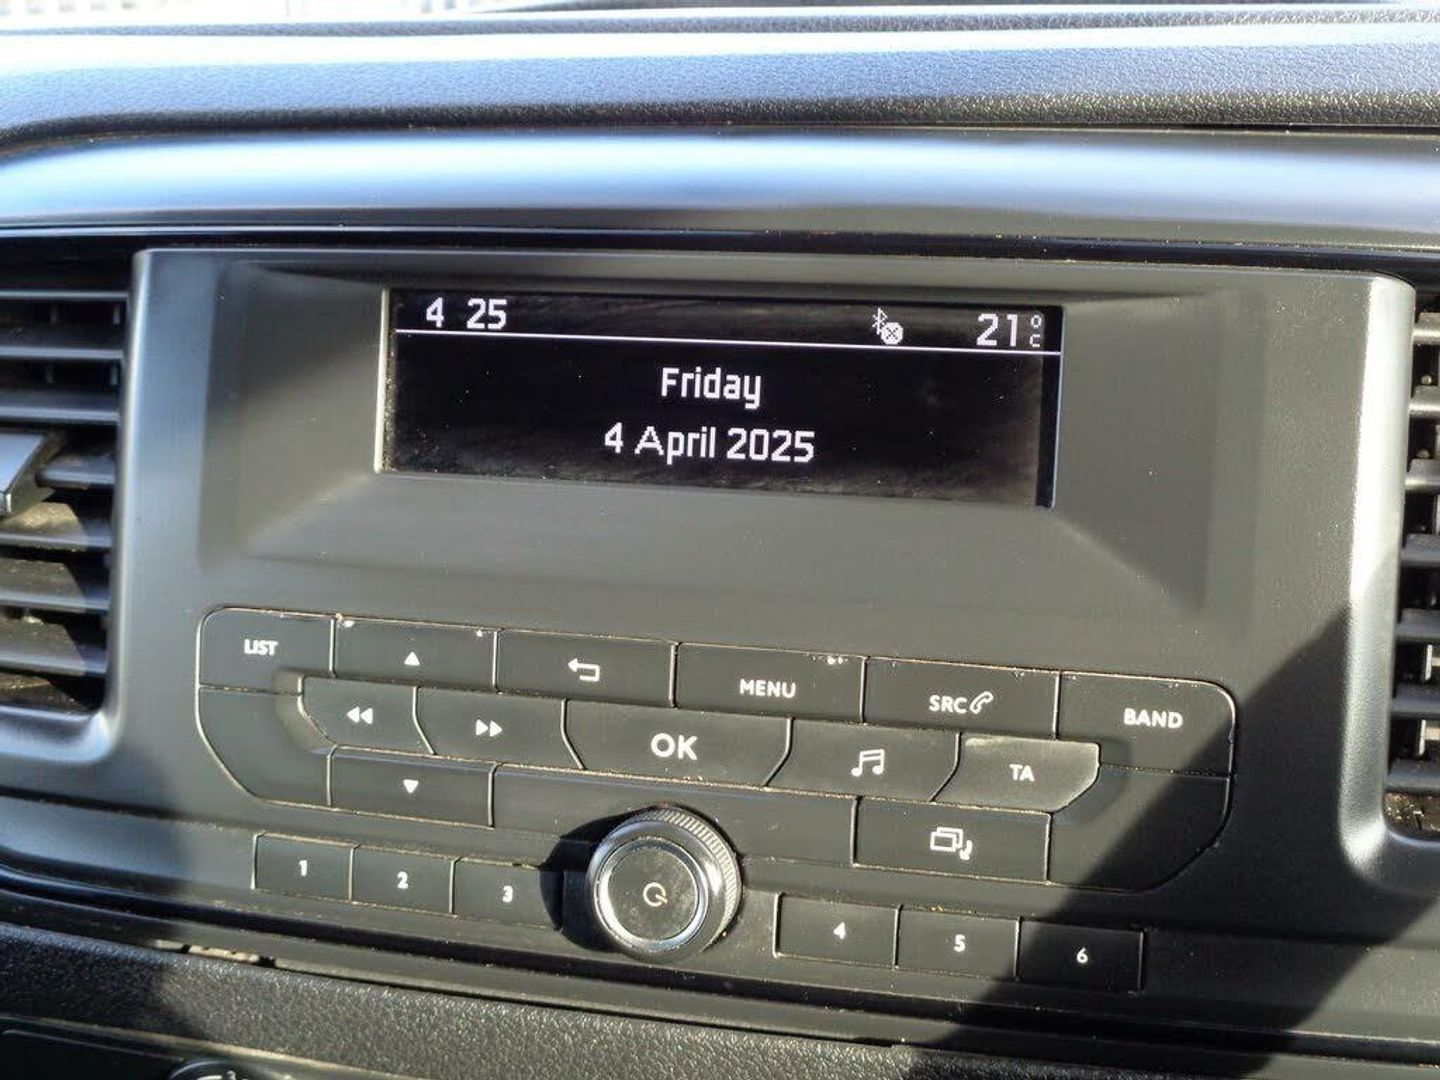 4 25 21°C
Friday
4 April 2025
LIST
MENU SRC BAND
OK TA
1 2 3 4 5 6